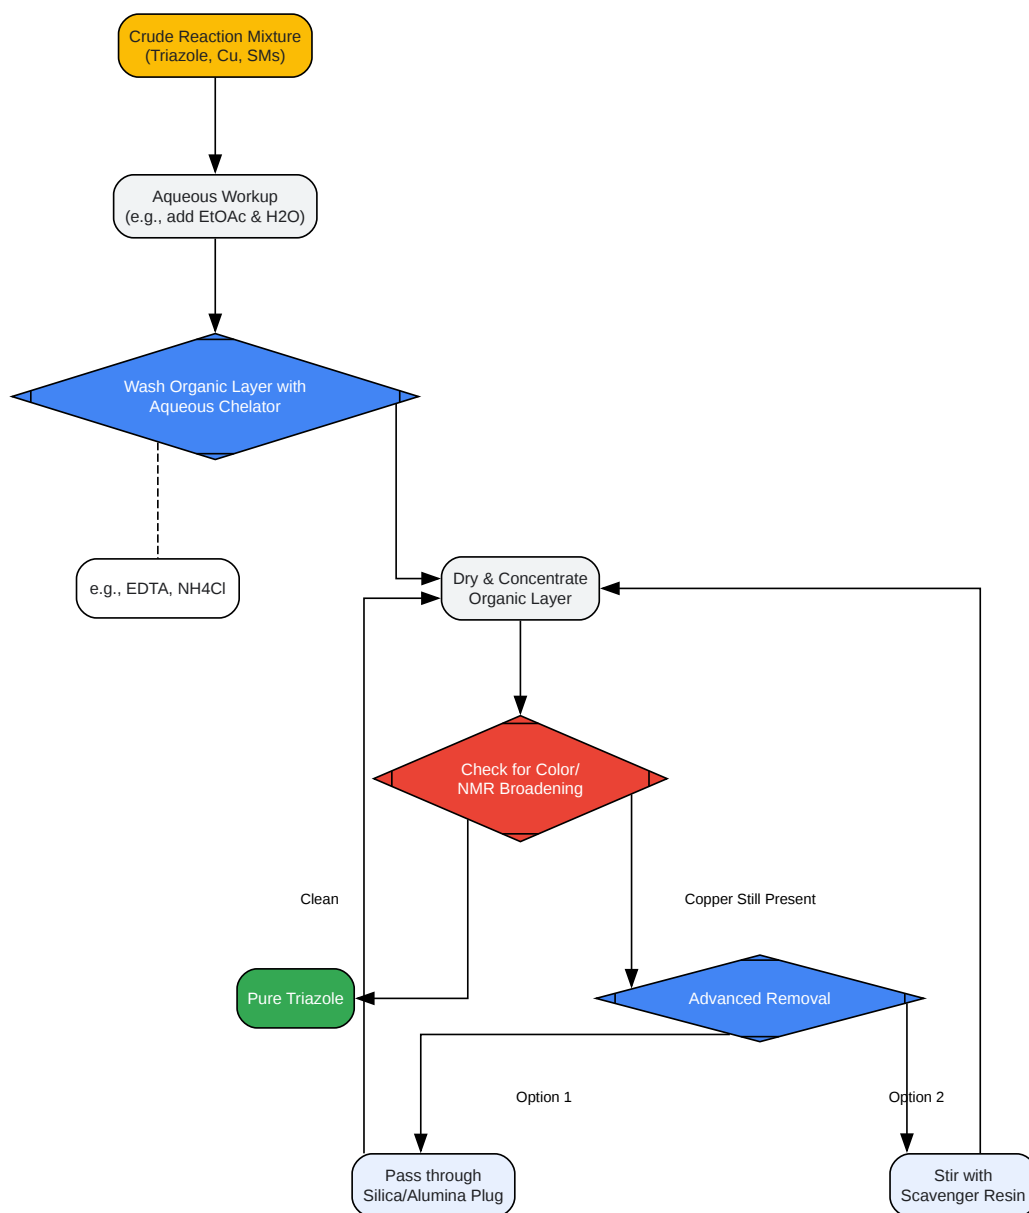 Crude Reaction Mixture
(Triazole, Cu, SMs)
Aqueous Workup
(e.g., add EtOAc & H2O)
Wash Organic Layer with
Aqueous Chelator
e.g., EDTA, NH4Cl
Dry & Concentrate
Organic Layer
Check for Color/
NMR Broadening
Clean
Copper Still Present
Pure Triazole
Advanced Removal
Option 1
Option 2
Pass through
Silica/Alumina Plug
Stir with
Scavenger Resin